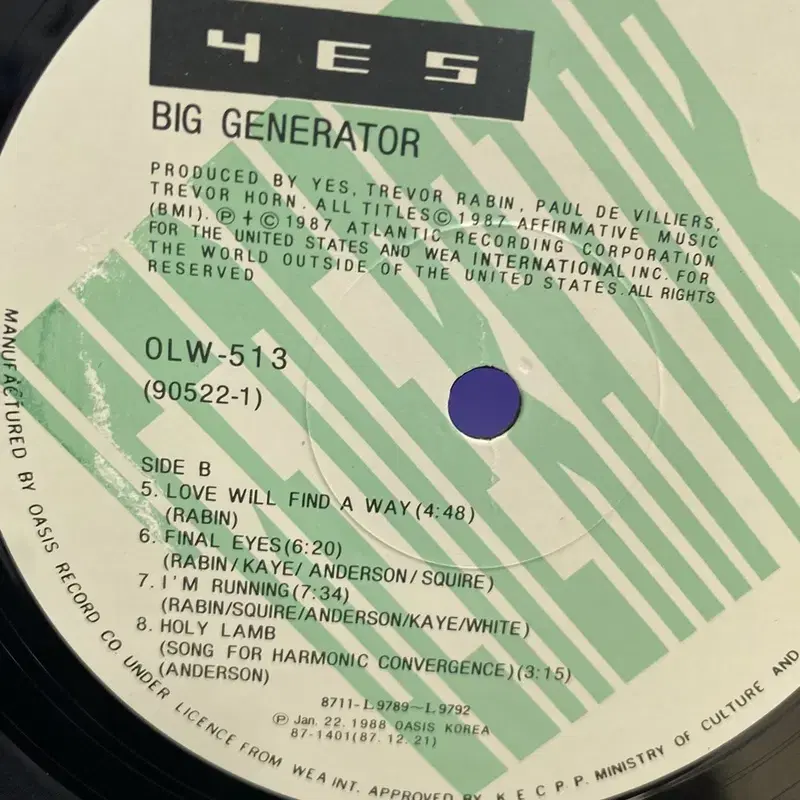 YES
BIG GENERATOR
PRODUCED BY YES, TREVOR RABIN, PAUL DE VILLIERS,
TREVOR HORN. ALL TITLES © 1987 AFFIRMATIVE MUSIC
(BMI). ℗ + © 1987 ATLANTIC RECORDING CORPORATION
FOR THE UNITED STATES AND WEA INTERNATIONAL INC. FOR
THE WORLD OUTSIDE OF THE UNITED STATES. ALL RIGHTS
RESERVED
OLW-513
(90522-1)
SIDE B
5. LOVE WILL FIND A WAY (4:48)
(RABIN)
6. FINAL EYES (6:20)
(RABIN/KAYE/ANDERSON/SQUIRE)
7. I'M RUNNING (7:34)
(RABIN/SQUIRE/ANDERSON/KAYE/WHITE)
8. HOLY LAMB
(SONG FOR HARMONIC CONVERGENCE) (3:15)
(ANDERSON)
8711-L9789~L9792
℗ Jan. 22. 1988 OASIS KOREA
87-1401(87. 12. 21)
MANUFACTURED BY OASIS RECORD CO. UNDER LICENCE FROM WEA INT. APPROVED BY K.E.C.P.P. MINISTRY OF CULTURE AND